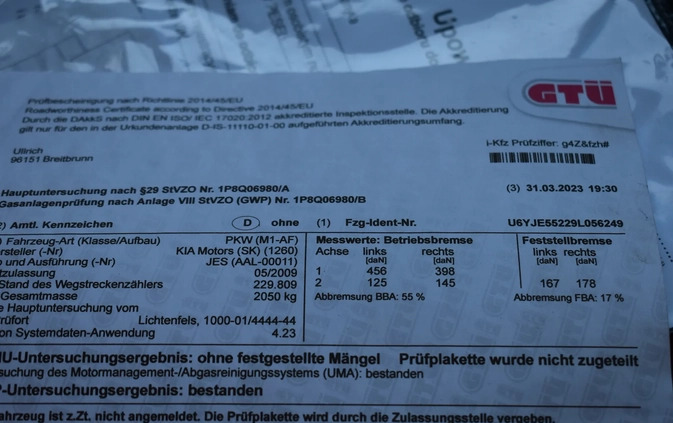 GTÜ
Prüfbescheinigung nach Richtlinie 2014/45/EU
Roadworthiness Certificate according to Directive 2014/45/EU
Durch die DAkkS nach DIN EN ISO/ IEC 17020:2012 akkreditierte Inspektionsstelle. Die Akkreditierung
gilt nur für den in der Urkundenanlage D-IS-11110-01-00 aufgeführten Akkreditierungsumfang.
Ullrich
96151 Breitbrunn
i-Kfz Prüfziffer: g4Z&fzh#
Hauptuntersuchung nach §29 StVZO Nr. 1P8Q06980/A
(3) 31.03.2023 19:30
Gasanlagenprüfung nach Anlage VIII StVZO (GWP) Nr. 1P8Q06980/B
) Amtl. Kennzeichen D ohne (1) Fzg-Ident-Nr. U6YJE55229L056249
) Fahrzeug-Art (Klasse/Aufbau) PKW (M1-AF) Messwerte: Betriebsbremse Feststellbremse
rsteller (-Nr) KIA Motors (SK) (1260) Achse links rechts links rechts
und Ausführung (-Nr) JES (AAL-00011) [daN] [daN] [daN] [daN]
tzulassung 05/2009 1 456 398
Stand des Wegstreckenzählers 229.809 2 125 145 167 178
Gesamtmasse 2050 kg Abbremsung BBA: 55 % Abbremsung FBA: 17 %
e Hauptuntersuchung vom
rüfort Lichtenfels, 1000-01/4444-44
on Systemdaten-Anwendung 4.23
HU-Untersuchungsergebnis: ohne festgestellte Mängel Prüfplakette wurde nicht zugeteilt
suchung des Motormanagement-/Abgasreinigungssystems (UMA): bestanden
P-Untersuchungsergebnis: bestanden
ahrzeug ist z.Zt. nicht angemeldet. Die Prüfplakette wird durch die Zulassungsstelle vergeben.